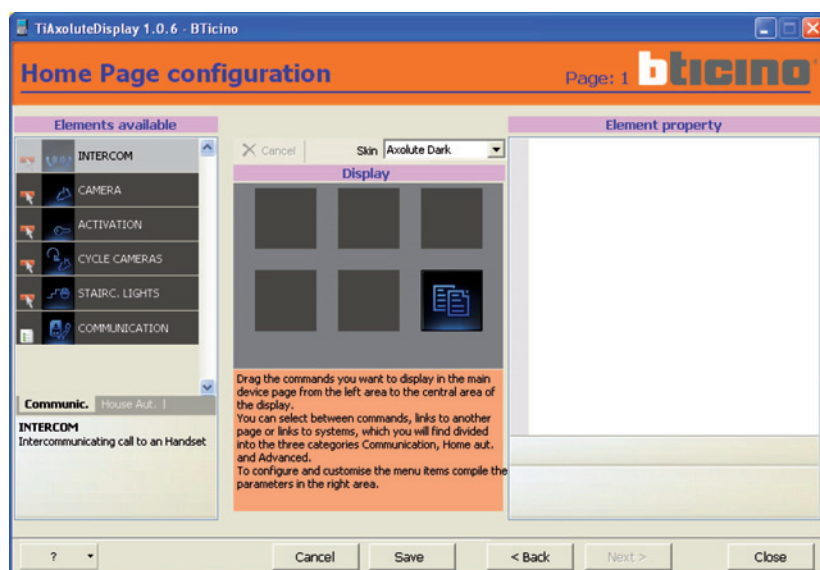 TiAxoluteDisplay 1.0.6 - BTicino
Home Page configuration
Page: 1
bticino
Elements available
INTERCOM
CAMERA
ACTIVATION
CYCLE CAMERAS
STAIRC. LIGHTS
COMMUNICATION
Communic.
House Aut.
INTERCOM
Intercommunicating call to an Handset
Cancel
Skin
Axolute Dark
Display
Drag the commands you want to display in the main
device page from the left area to the central area of
the display.
You can select between commands, links to another
page or links to systems, which you will find divided
into the three categories Communication, Home aut.
and Advanced.
To configure and customise the menu items compile the
parameters in the right area.
Element property
?
Cancel
Save
< Back
Next >
Close